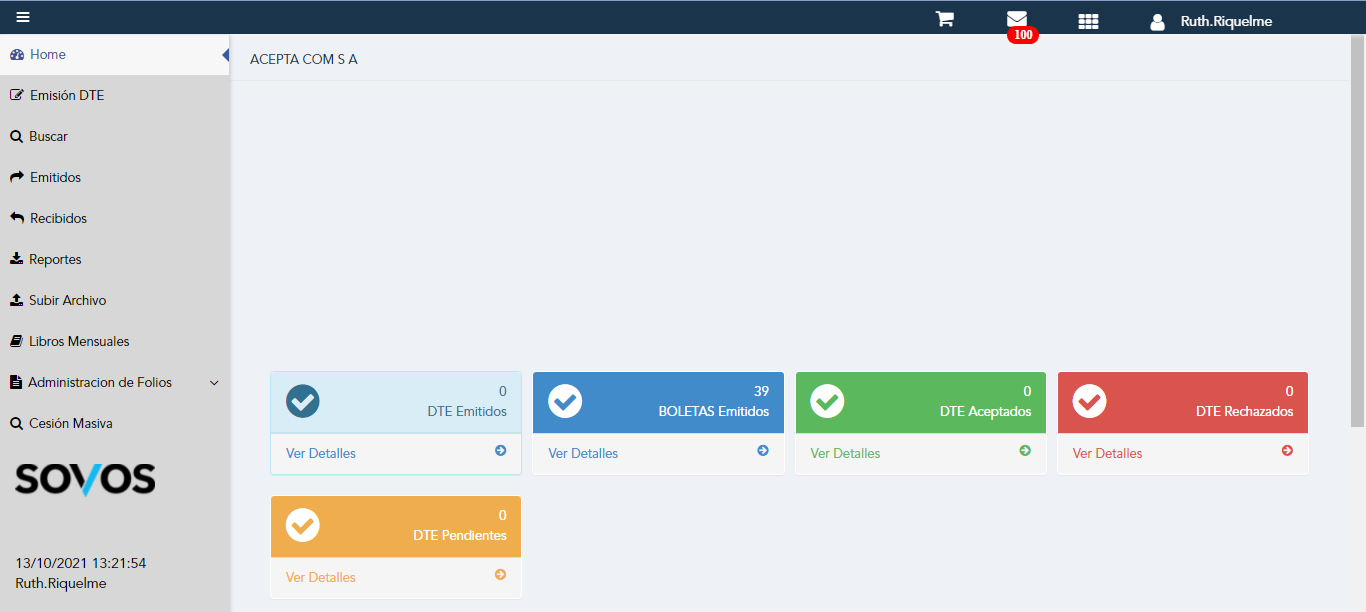 100
Ruth.Riquelme
Home
ACEPTA COM S A
Emisión DTE
Buscar
Emitidos
Recibidos
Reportes
Subir Archivo
Libros Mensuales
Administracion de Folios
Cesión Masiva
SOVOS
13/10/2021 13:21:54
Ruth.Riquelme
0
DTE Emitidos
Ver Detalles
39
BOLETAS Emitidos
Ver Detalles
0
DTE Aceptados
Ver Detalles
0
DTE Rechazados
Ver Detalles
0
DTE Pendientes
Ver Detalles